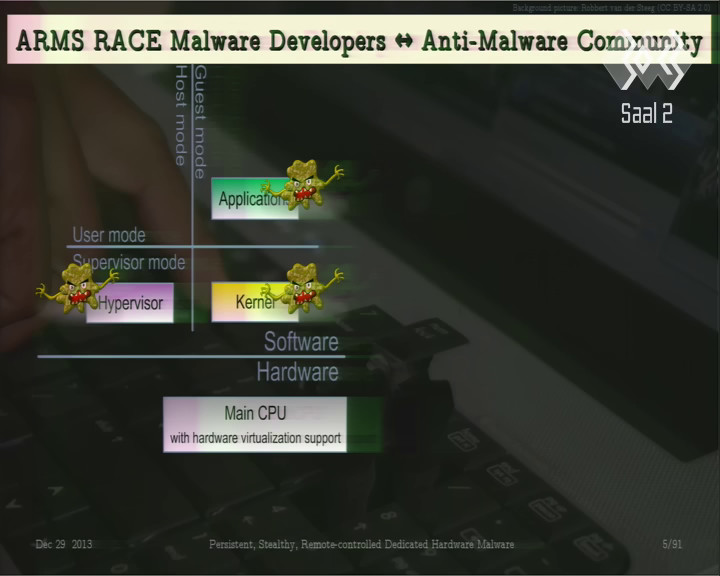 Background picture: Robbert van der Steeg (CC BY-SA 2.0)
ARMS RACE Malware Developers ⇔ Anti-Malware Community
Saal 2
Host mode
Guest mode
Application
User mode
Supervisor mode
Hypervisor
Kernel
Software
Hardware
Main CPU
with hardware virtualization support
Dec 29 2013
Persistent, Stealthy, Remote-controlled Dedicated Hardware Malware
5/91